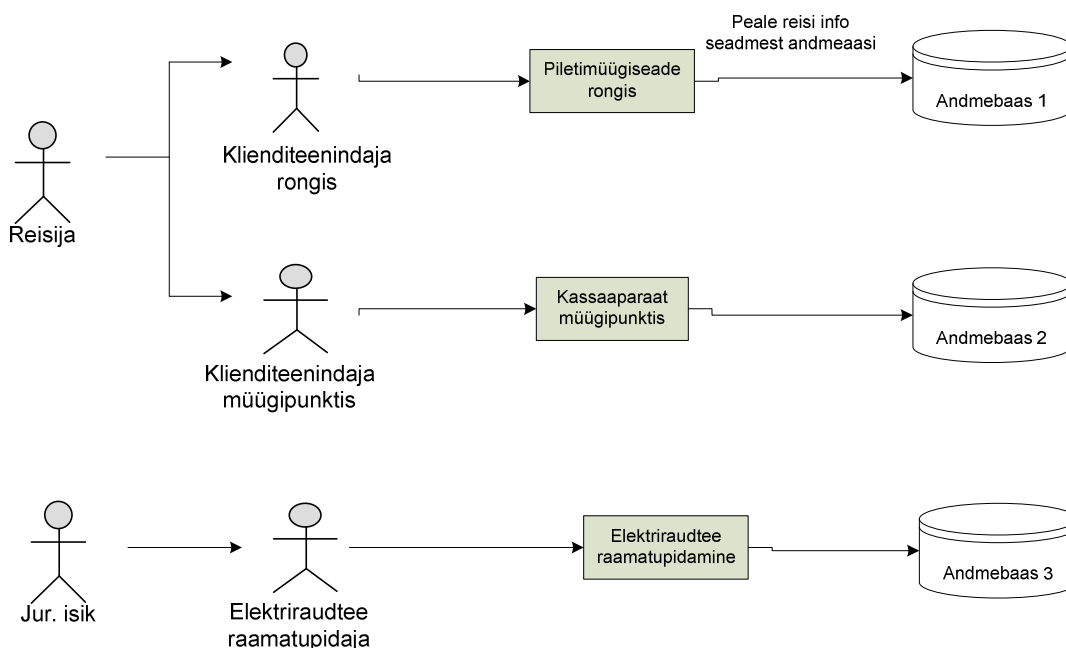 Peale reisi info
seadmest andmeaasi
Piletimüügiseade
rongis
Andmebaas 1
Klienditeenindaja
rongis
Reisija
Kassaaparaat
müügipunktis
Andmebaas 2
Klienditeenindaja
müügipunktis
Elektriraudtee
raamatupidamine
Andmebaas 3
Jur. isik
Elektriraudtee
raamatupidaja